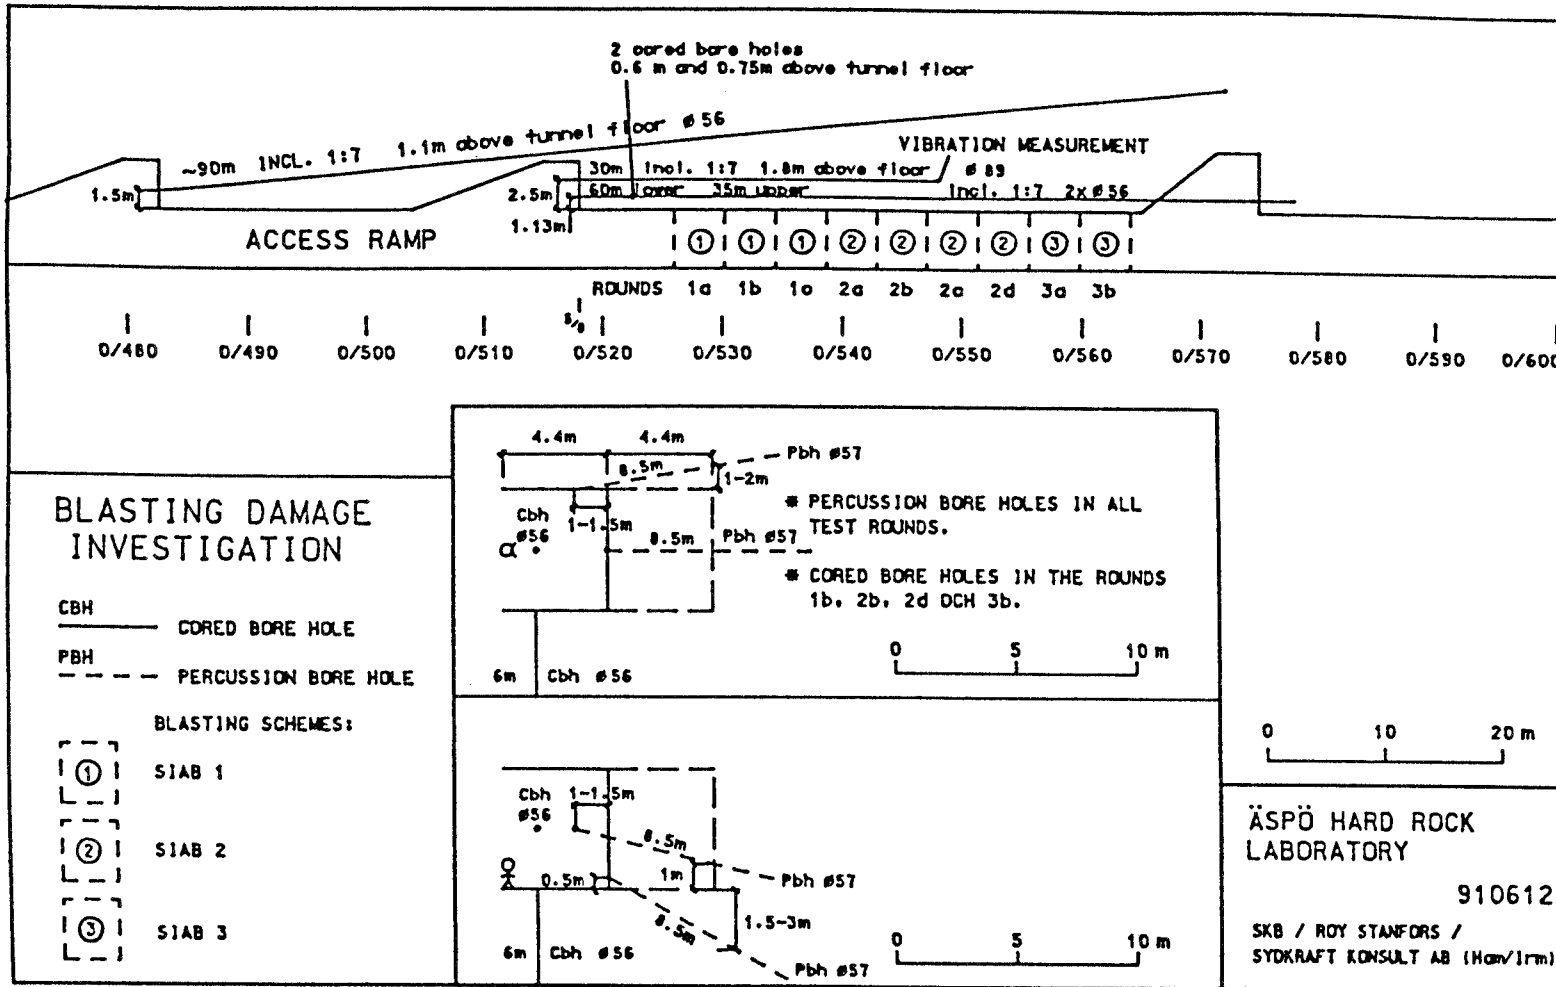 2 cored bore holes
0.6 m and 0.75m above tunnel floor
~90m INCL. 1:7 1.1m above tunnel floor ø 56
VIBRATION MEASUREMENT
30m Incl. 1:7 1.8m above floor ø 89
1.5m
2.5m
60m lower 35m upper Incl. 1:7 2xø56
1.13m
ACCESS RAMP
1 1 1 2 2 2 2 3 3
ROUNDS 1a 1b 1c 2a 2b 2c 2d 3a 3b
0/480 0/490 0/500 0/510 0/520 0/530 0/540 0/550 0/560 0/570 0/580 0/590 0/600
BLASTING DAMAGE
INVESTIGATION
CBH
CORED BORE HOLE
PBH
PERCUSSION BORE HOLE
BLASTING SCHEMES:
1 SIAB 1
2 SIAB 2
3 SIAB 3
4.4m 4.4m
Pbh ø57
8.5m
1-2m
Cbh
ø56
1-1.5m
α
8.5m Pbh ø57
* PERCUSSION BORE HOLES IN ALL
TEST ROUNDS.
* CORED BORE HOLES IN THE ROUNDS
1b, 2b, 2d OCH 3b.
0 5 10 m
6m Cbh ø56
Cbh
ø56
1-1.5m
8.5m
0.5m
1m
Pbh ø57
8.5m
1.5-3m
6m Cbh ø56
Pbh ø57
0 5 10 m
0 10 20 m
ÄSPÖ HARD ROCK
LABORATORY
910612
SKB / ROY STANFORS /
SYDKRAFT KONSULT AB (Ham/Irm)